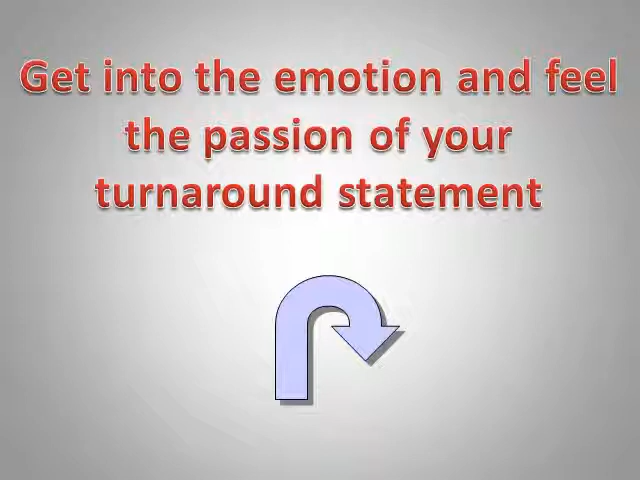 Get into the emotion and feel
the passion of your
turnaround statement